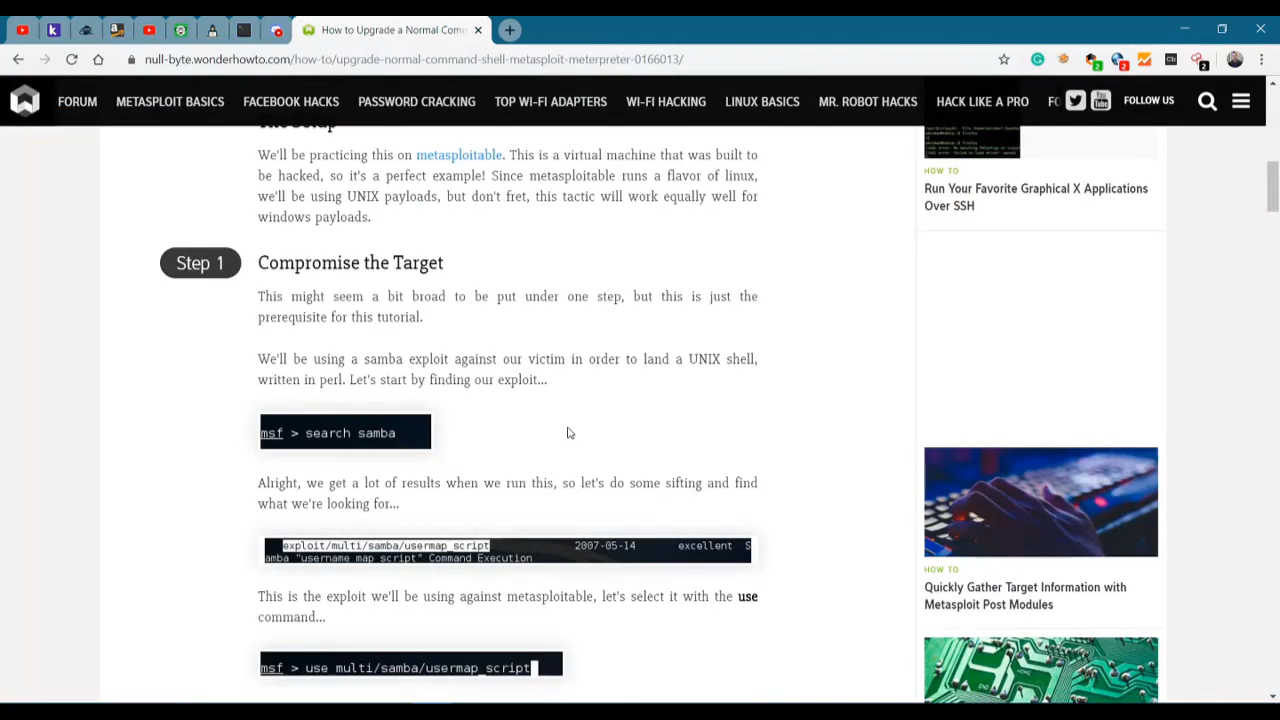 How to Upgrade a Normal Com
null-byte.wonderhowto.com/how-to/upgrade-normal-command-shell-metasploit-meterpreter-0166013/
FORUM METASPLOIT BASICS FACEBOOK HACKS PASSWORD CRACKING TOP WI-FI ADAPTERS WI-FI HACKING LINUX BASICS MR. ROBOT HACKS HACK LIKE A PRO FO FOLLOW US
The Setup
We'll be practicing this on metasploitable. This is a virtual machine that was built to
be hacked, so it's a perfect example! Since metasploitable runs a flavor of linux,
we'll be using UNIX payloads, but don't fret, this tactic will work equally well for
windows payloads.
Step 1 Compromise the Target
This might seem a bit broad to be put under one step, but this is just the
prerequisite for this tutorial.
We'll be using a samba exploit against our victim in order to land a UNIX shell,
written in perl. Let's start by finding our exploit...
msf > search samba
Alright, we get a lot of results when we run this, so let's do some sifting and find
what we're looking for...
exploit/multi/samba/usermap_script 2007-05-14 excellent S
amba "username map script" Command Execution
This is the exploit we'll be using against metasploitable, let's select it with the use
command...
msf > use multi/samba/usermap_script
HOW TO
Run Your Favorite Graphical X Applications
Over SSH
HOW TO
Quickly Gather Target Information with
Metasploit Post Modules